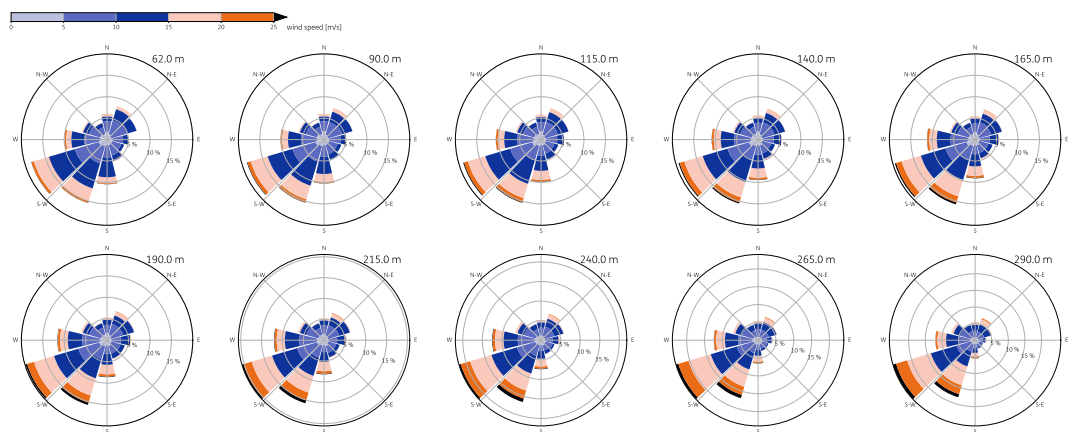 0 5 10 15 20 25 wind speed [m/s]
N N N N N
62.0 m 90.0 m 115.0 m 140.0 m 165.0 m
N-W N-E N-W N-E N-W N-E N-W N-E N-W N-E
W E W E W E W E W E
5 % 5 % 5 % 5 % 5 %
10 % 10 % 10 % 10 % 10 %
15 % 15 % 15 % 15 % 15 %
S-W S-E S-W S-E S-W S-E S-W S-E S-W S-E
S S S S S
N N N N N
190.0 m 215.0 m 240.0 m 265.0 m 290.0 m
N-W N-E N-W N-E N-W N-E N-W N-E N-W N-E
W E W E W E W E W E
5 % 5 % 5 % 5 % 5 %
10 % 10 % 10 % 10 % 10 %
15 % 15 % 15 % 15 % 15 %
S-W S-E S-W S-E S-W S-E S-W S-E S-W S-E
S S S S S